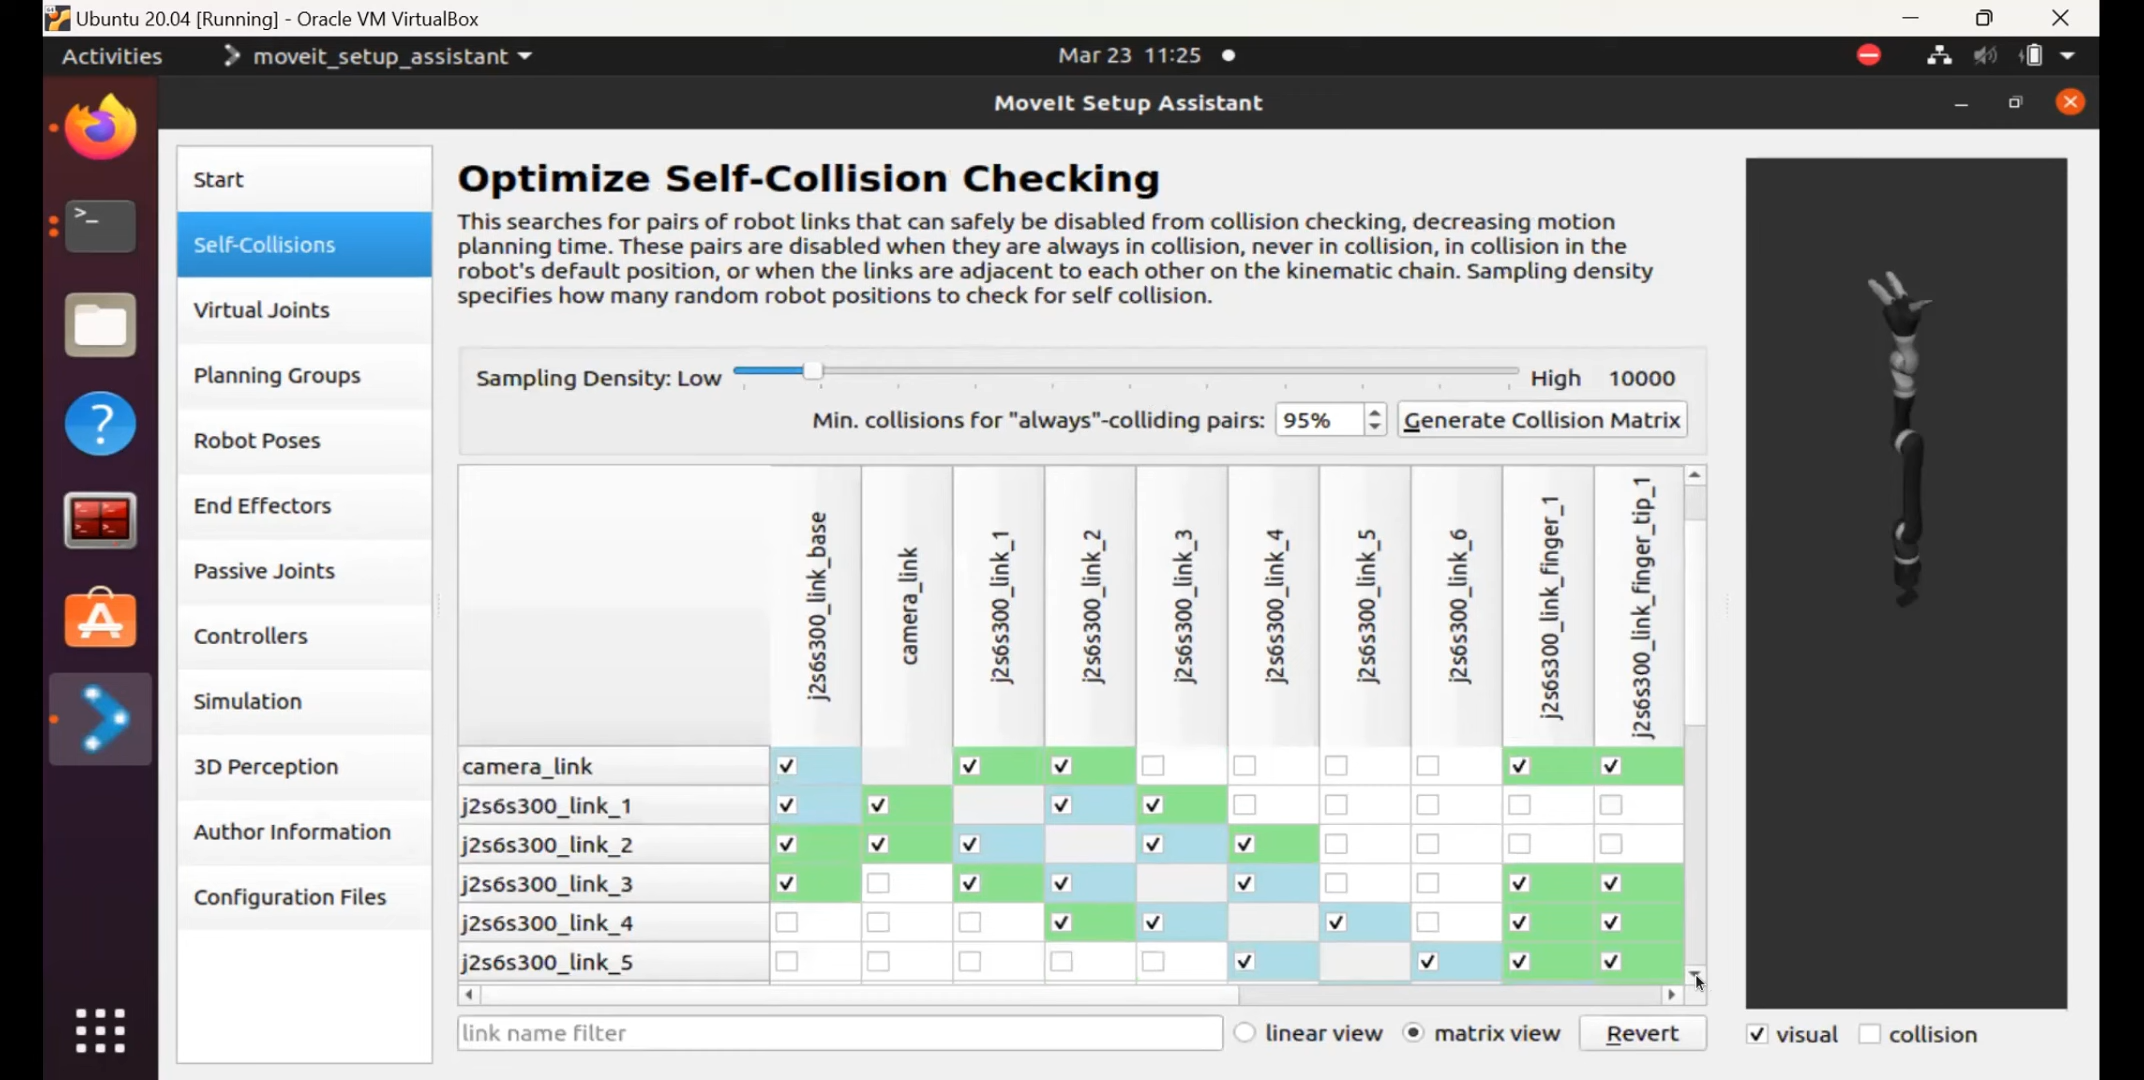 Ubuntu 20.04 [Running] - Oracle VM VirtualBox
Activities
moveit_setup_assistant
Mar 23 11:25
MoveIt Setup Assistant
Start
Self-Collisions
Virtual Joints
Planning Groups
Robot Poses
End Effectors
Passive Joints
Controllers
Simulation
3D Perception
Author Information
Configuration Files
Optimize Self-Collision Checking
This searches for pairs of robot links that can safely be disabled from collision checking, decreasing motion
planning time. These pairs are disabled when they are always in collision, never in collision, in collision in the
robot's default position, or when the links are adjacent to each other on the kinematic chain. Sampling density
specifies how many random robot positions to check for self collision.
Sampling Density: Low High 10000
Min. collisions for "always"-colliding pairs: 95% Generate Collision Matrix
j2s6s300_link_base
camera_link
j2s6s300_link_1
j2s6s300_link_2
j2s6s300_link_3
j2s6s300_link_4
j2s6s300_link_5
j2s6s300_link_6
j2s6s300_link_finger_1
j2s6s300_link_finger_tip_1
camera_link
j2s6s300_link_1
j2s6s300_link_2
j2s6s300_link_3
j2s6s300_link_4
j2s6s300_link_5
link name filter
linear view matrix view Revert
visual collision